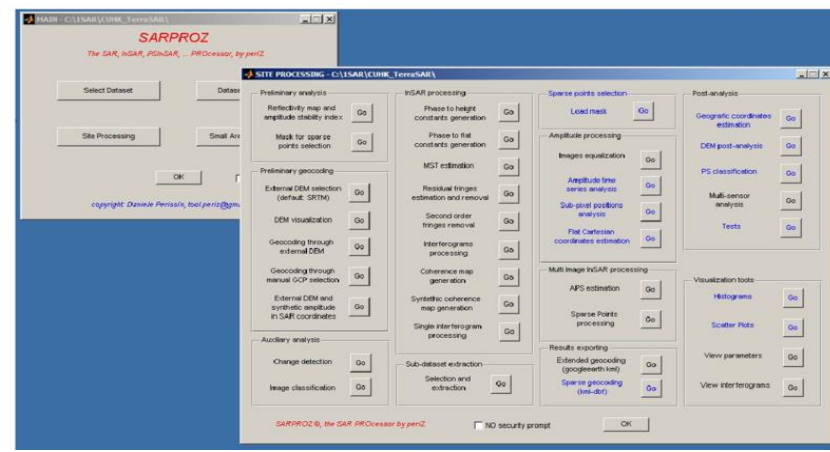 MAIN - C:\1SAR\CUHK_TerraSAR\
SARPROZ
The SAR, InSAR, PSInSAR, ... PROcessor, by periZ
Select Dataset
Datase
Site Processing
Small Are
OK
copyright: Daniele Perissin, tool.periz@gma
SITE PROCESSING - C:\1SAR\CUHK_TerraSAR\
Preliminary analysis
Reflectivity map and
amplitude stability index
Go
Mask for sparse
points selection
Go
Preliminary geocoding
External DEM selection
(default: SRTM)
Go
DEM visualization
Go
Geocoding through
external DEM
Go
Geocoding through
manual GCP selection
Go
External DEM and
synthetic amplitude
in SAR coordinates
Go
Auxiliary analysis
Change detection
Go
Image classification
Go
InSAR processing
Phase to height
constants generation
Go
Phase to flat
constants generation
Go
MST estimation
Go
Residual fringes
estimation and removal
Go
Second order
fringes removal
Go
Interferograms
processing
Go
Coherence map
generation
Go
Synthetic coherence
map generation
Go
Single interferogram
processing
Go
Sub-dataset extraction
Selection and
extraction
Go
Sparse points selection
Load mask
Go
Amplitude processing
Images equalization
Go
Amplitude time
series analysis
Go
Sub-pixel positions
analysis
Go
Flat Cartesian
coordinates estimation
Go
Multi Image InSAR processing
APS estimation
Go
Sparse Points
processing
Go
Results exporting
Extended geocoding
(googleearth kml)
Go
Sparse geocoding
(kml-dbf)
Go
Post-analysis
Geografic coordinates
estimation
Go
DEM post-analysis
Go
PS classification
Go
Multi-sensor
analysis
Go
Tests
Go
Visualization tools
Histograms
Go
Scatter Plots
Go
View parameters
Go
View interferograms
Go
SARPROZ ©, the SAR PROcessor by periZ
NO security prompt
OK